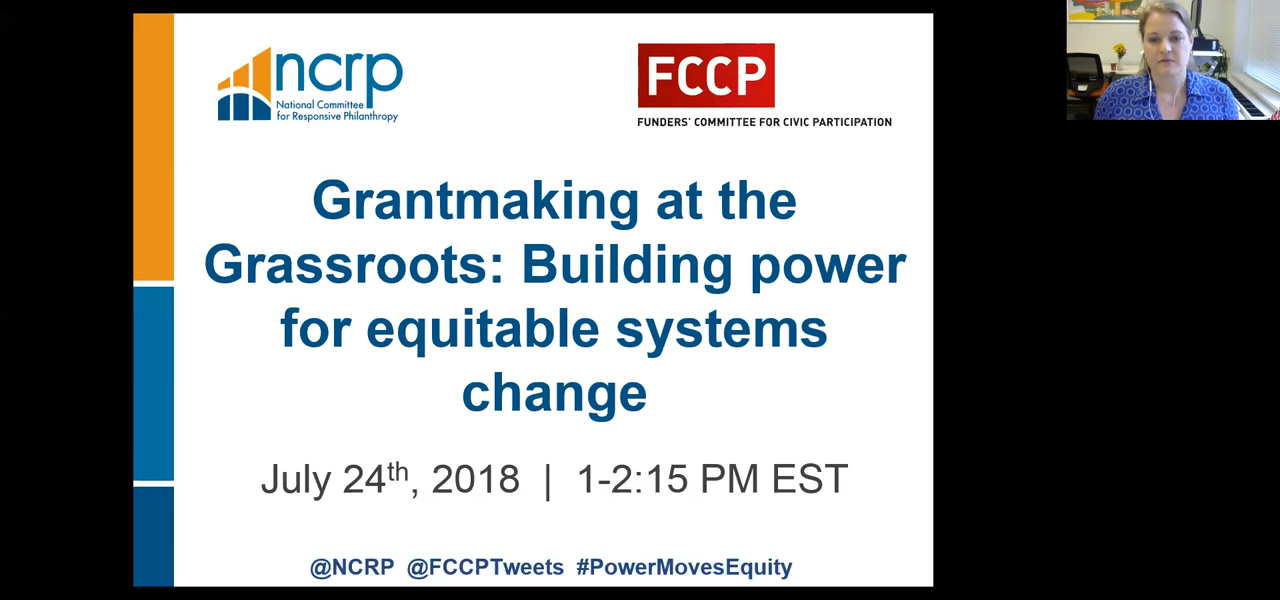 ncrp
National Committee
for Responsive Philanthropy
FCCP
FUNDERS' COMMITTEE FOR CIVIC PARTICIPATION
Grantmaking at the
Grassroots: Building power
for equitable systems
change
July 24th, 2018 | 1-2:15 PM EST
@NCRP @FCCPTweets #PowerMovesEquity